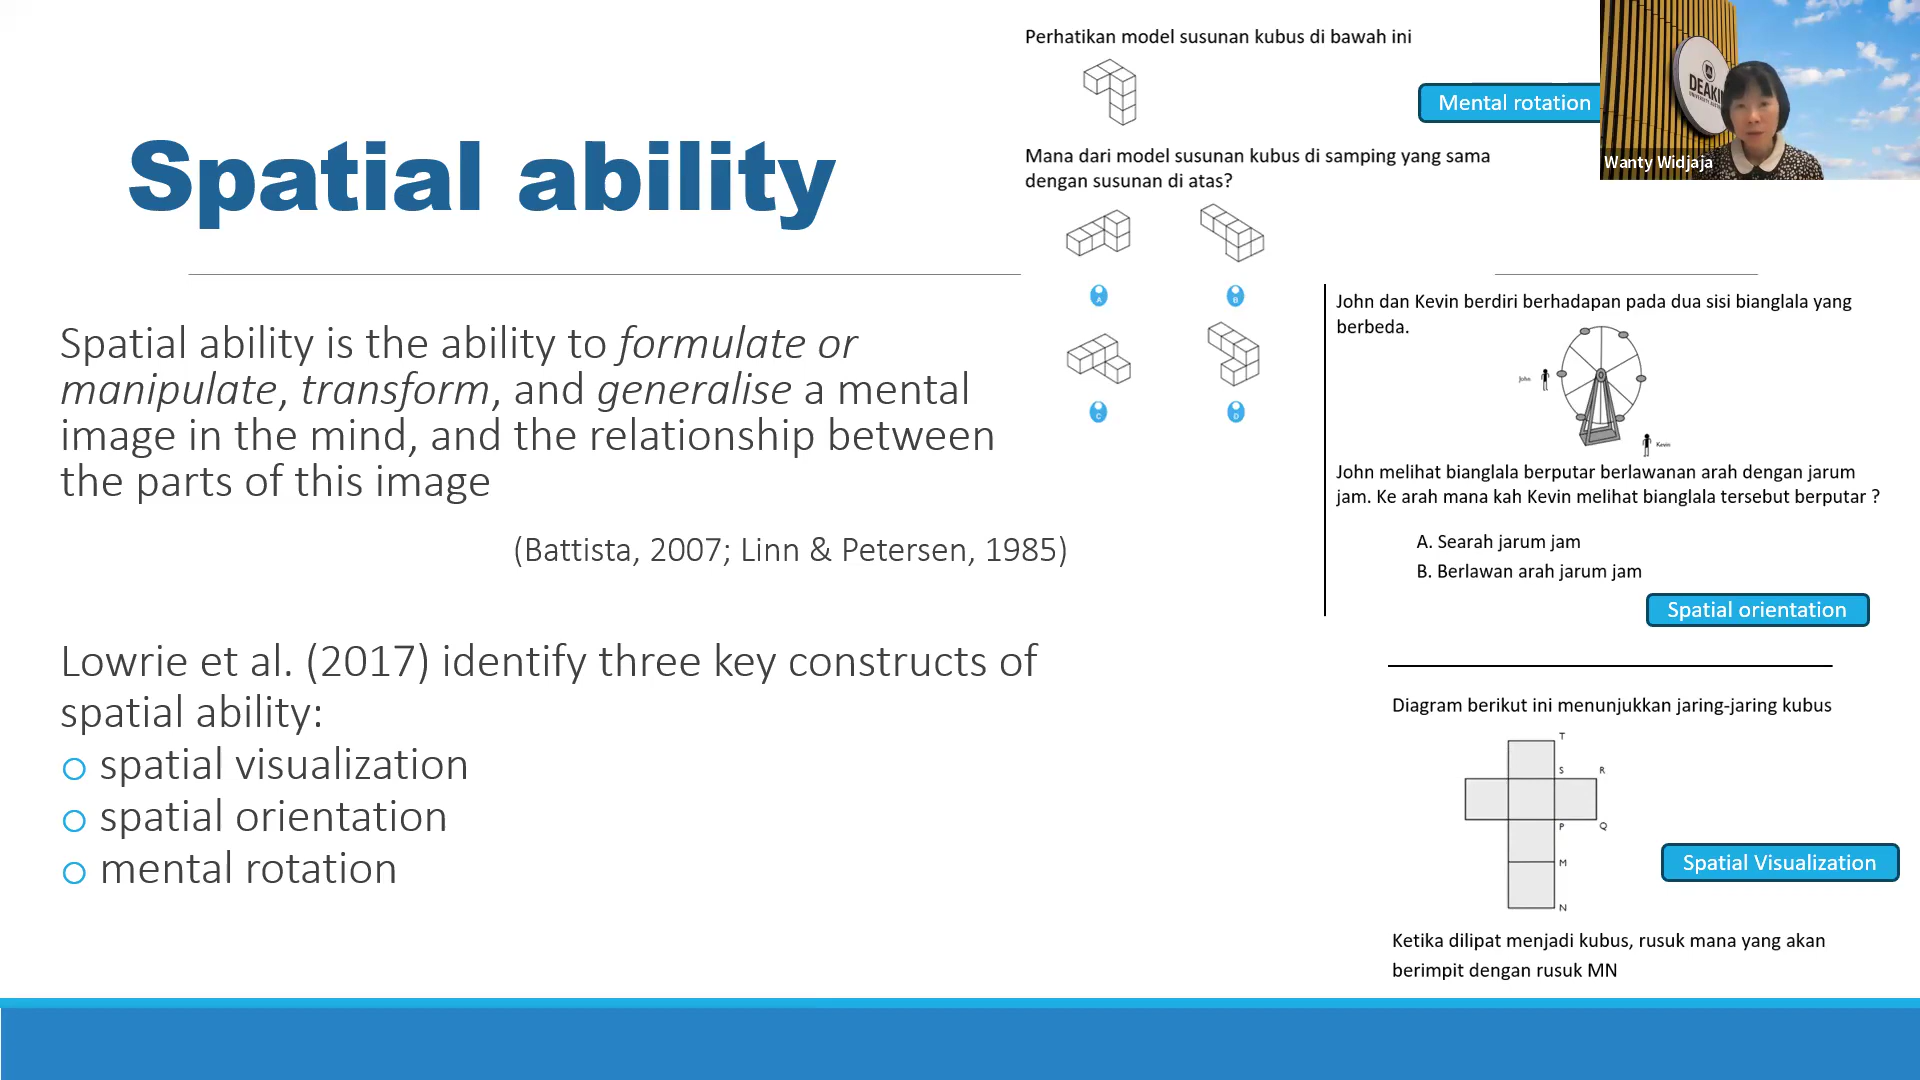 Spatial ability
Spatial ability is the ability to formulate or
manipulate, transform, and generalise a mental
image in the mind, and the relationship between
the parts of this image
(Battista, 2007; Linn & Petersen, 1985)
Lowrie et al. (2017) identify three key constructs of
spatial ability:
spatial visualization
spatial orientation
mental rotation
Perhatikan model susunan kubus di bawah ini
Mental rotation
Mana dari model susunan kubus di samping yang sama
dengan susunan di atas?
A
B
C
D
John dan Kevin berdiri berhadapan pada dua sisi bianglala yang
berbeda.
John
Kevin
John melihat bianglala berputar berlawanan arah dengan jarum
jam. Ke arah mana kah Kevin melihat bianglala tersebut berputar ?
A. Searah jarum jam
B. Berlawan arah jarum jam
Spatial orientation
Diagram berikut ini menunjukkan jaring-jaring kubus
T
S R
P Q
M
N
Spatial Visualization
Ketika dilipat menjadi kubus, rusuk mana yang akan
berimpit dengan rusuk MN
DEAKIN
Wanty Widjaja